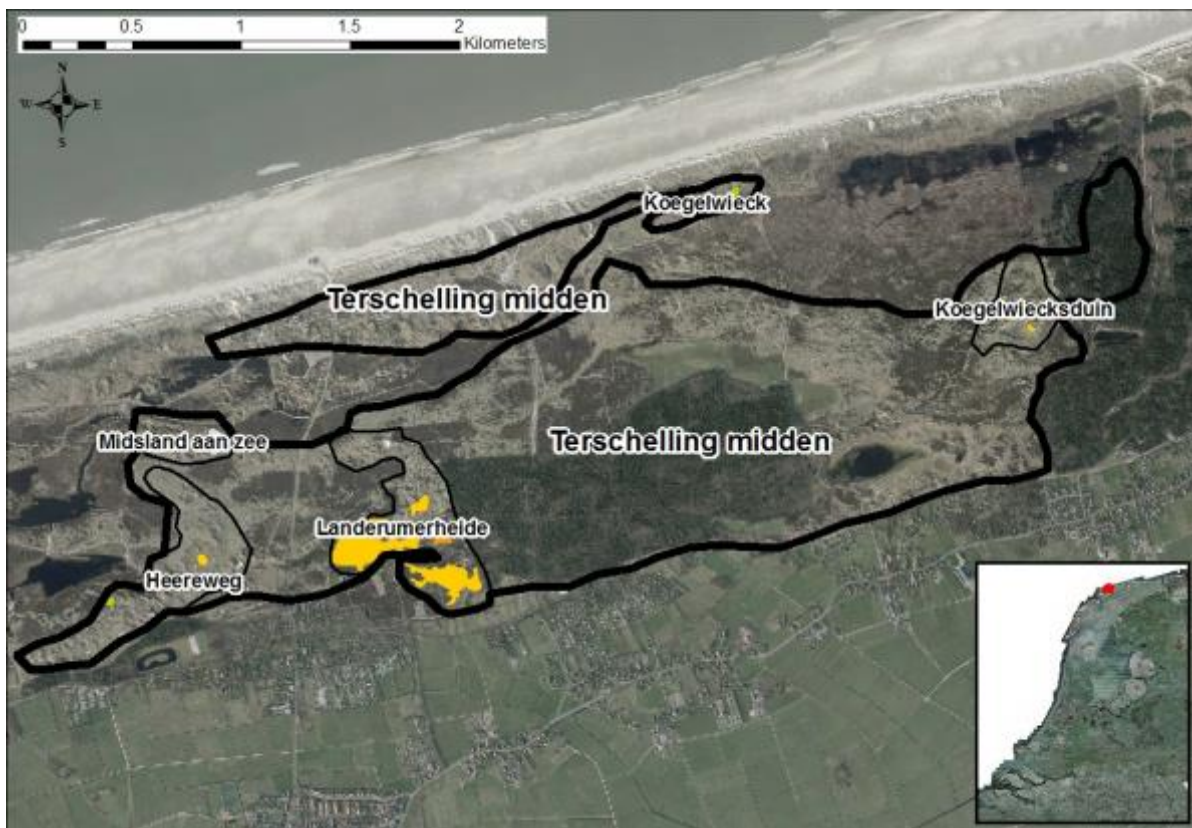 0 0.5 1 1.5 2
Kilometers
N
W E
S
Koegelwieck
Terschelling midden
Koegelwiecksduin
Midsland aan zee
Terschelling midden
Landerumerheide
Heereweg